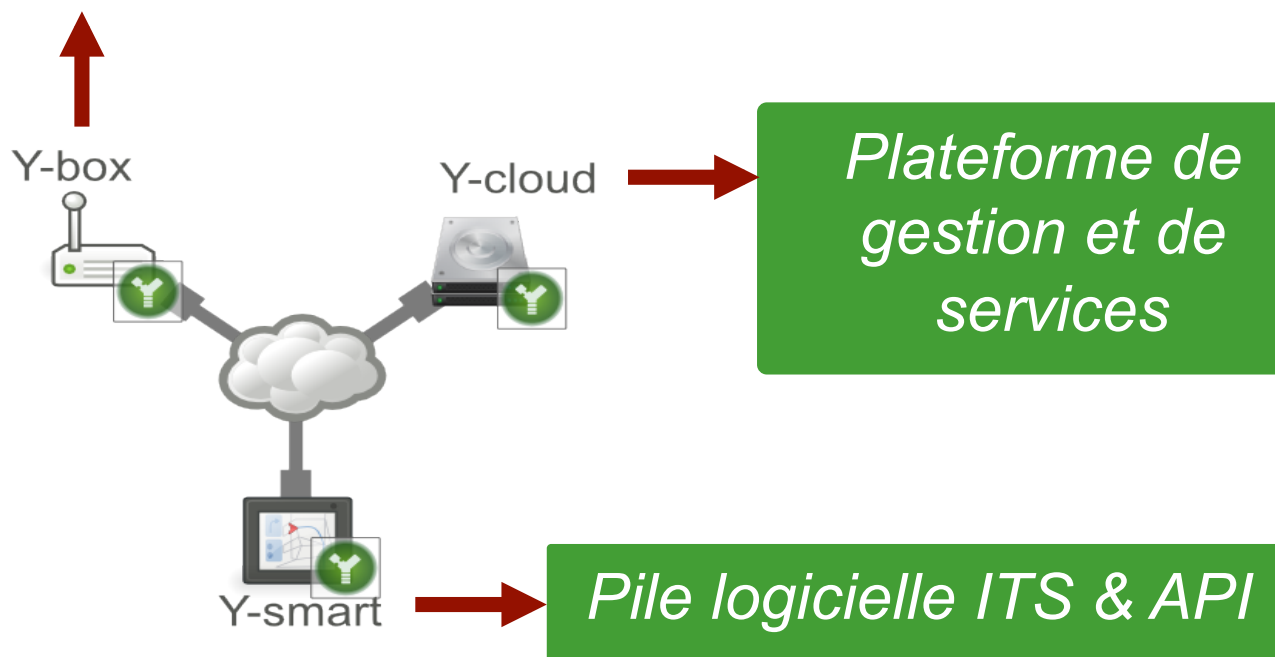 Y-box
Y-cloud
Plateforme de
gestion et de
services
Y-smart
Pile logicielle ITS & API